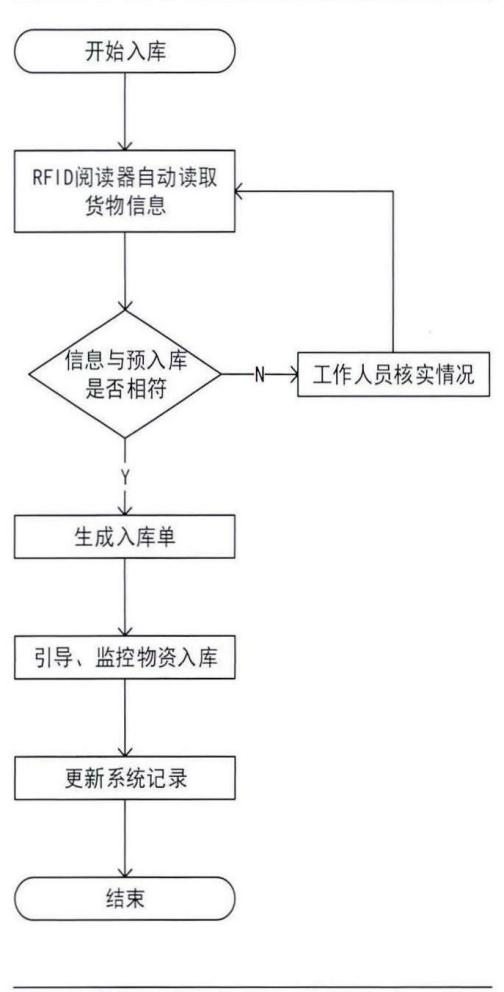 开始入库
RFID阅读器自动读取
货物信息
信息与预入库
是否相符
N
工作人员核实情况
Y
生成入库单
引导、监控物资入库
更新系统记录
结束